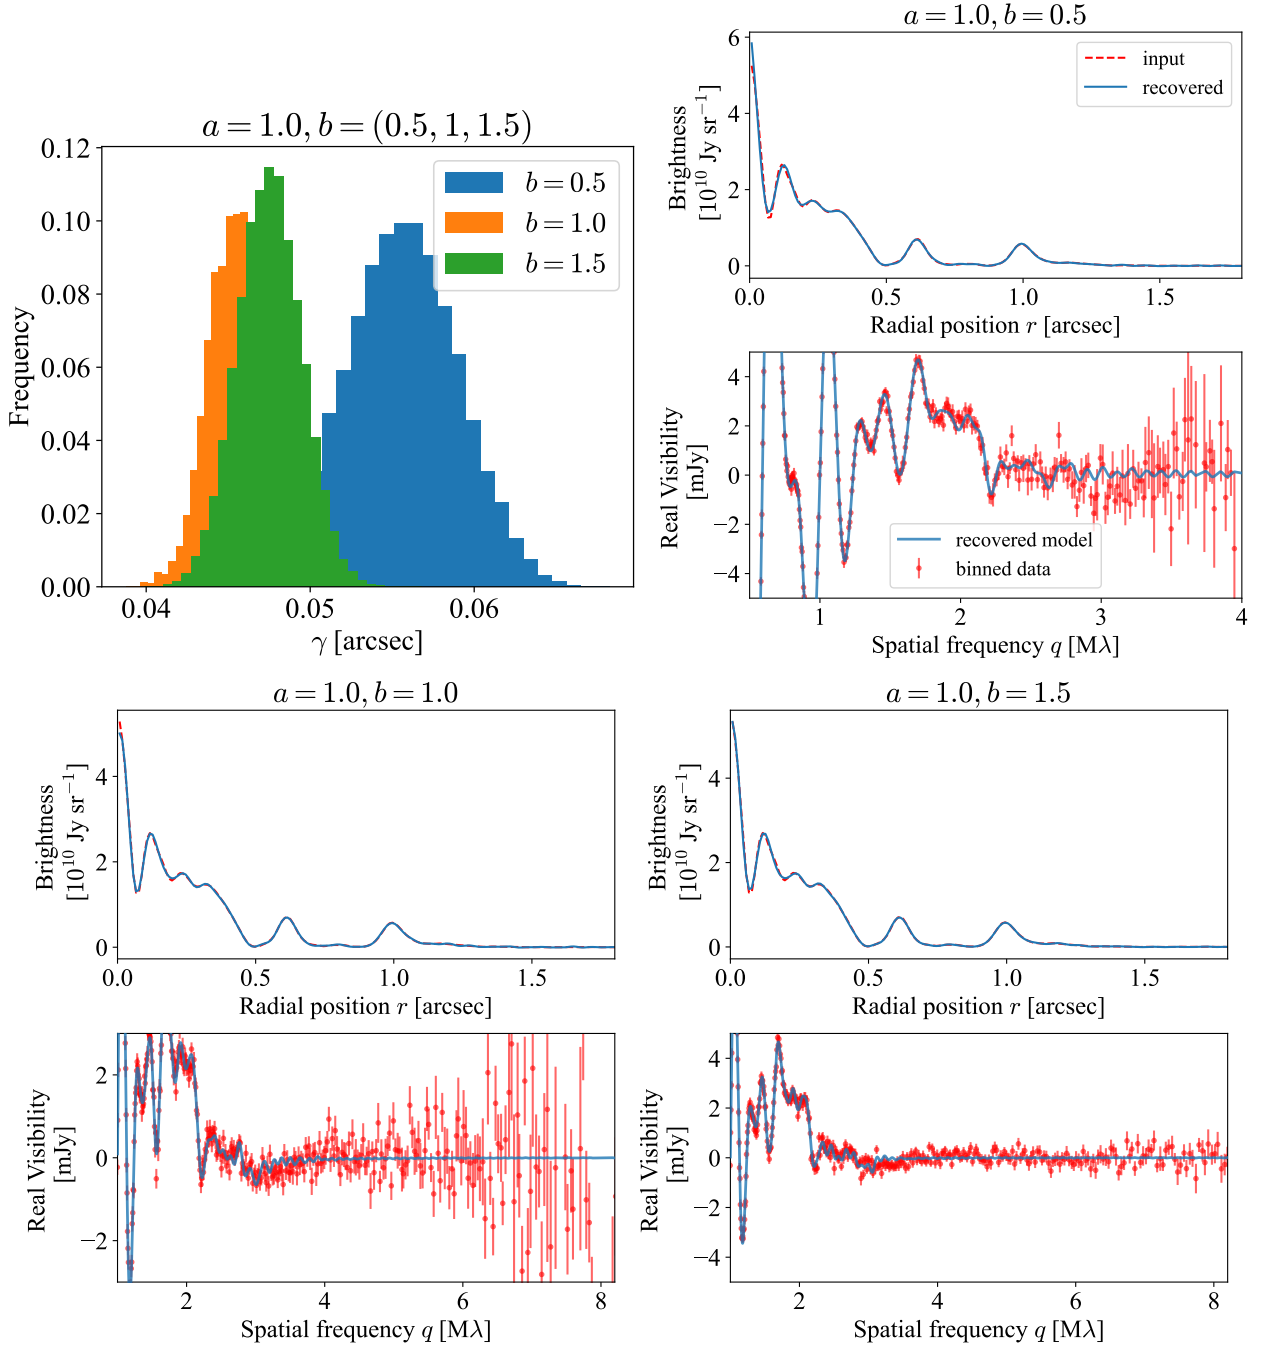 a = 1.0, b = (0.5, 1, 1.5)
0.12
0.10
0.08
0.06
0.04
0.02
0.00
Frequency
b = 0.5
b = 1.0
b = 1.5
0.04 0.05 0.06
γ [arcsec]
a = 1.0, b = 0.5
6
4
2
0
Brightness
[10^10 Jy sr^−1]
input
recovered
0.0 0.5 1.0 1.5
Radial position r [arcsec]
4
2
0
−2
−4
Real Visibility
[mJy]
recovered model
binned data
1 2 3 4
Spatial frequency q [Mλ]
a = 1.0, b = 1.0
4
2
0
Brightness
[10^10 Jy sr^−1]
0.0 0.5 1.0 1.5
Radial position r [arcsec]
2
0
−2
Real Visibility
[mJy]
2 4 6 8
Spatial frequency q [Mλ]
a = 1.0, b = 1.5
4
2
0
Brightness
[10^10 Jy sr^−1]
0.0 0.5 1.0 1.5
Radial position r [arcsec]
4
2
0
−2
−4
Real Visibility
[mJy]
2 4 6 8
Spatial frequency q [Mλ]